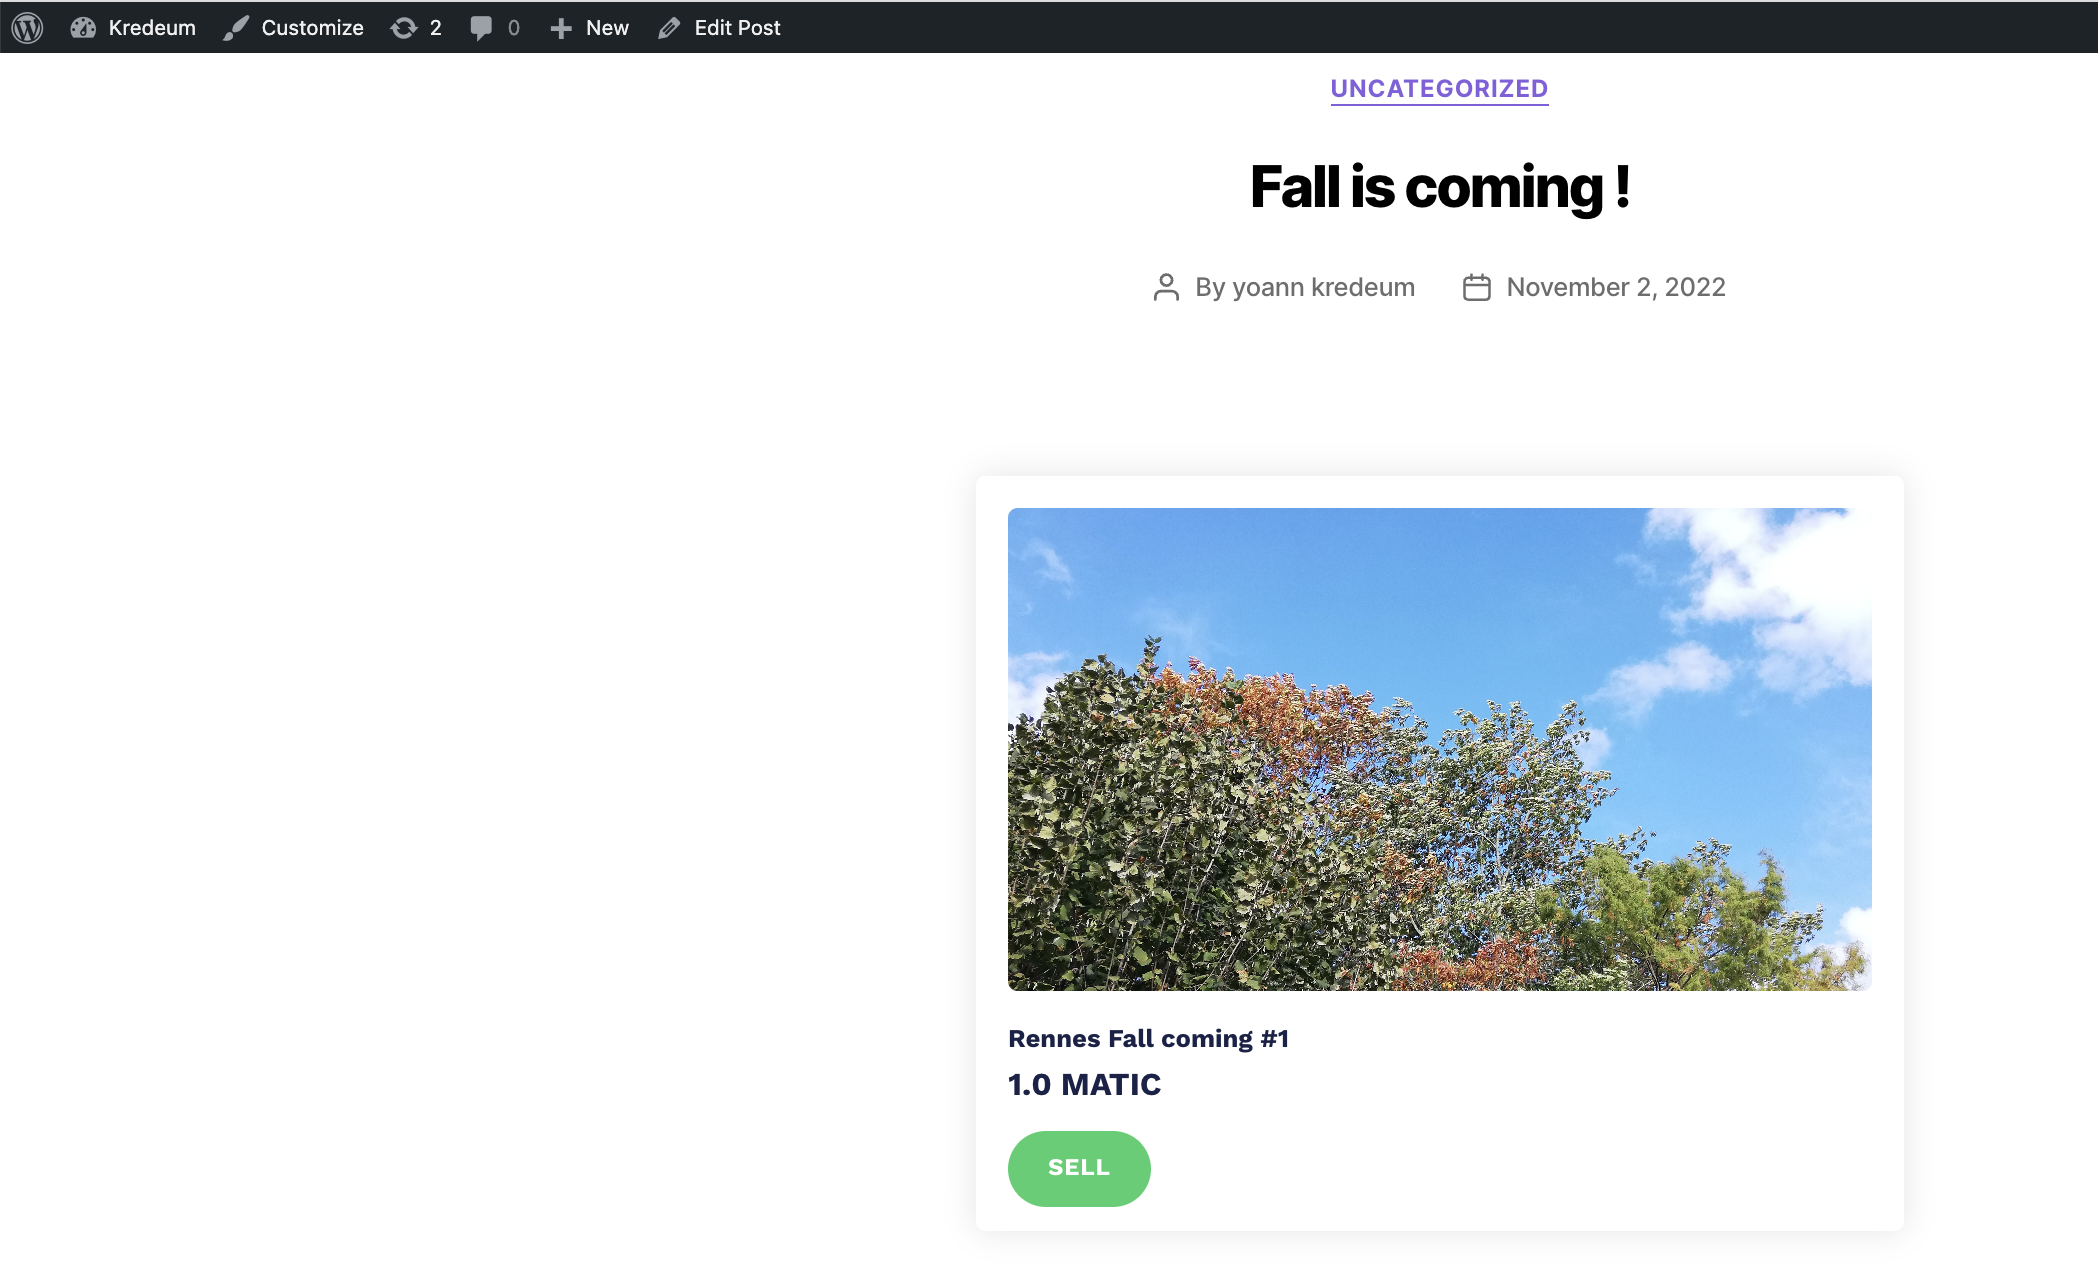 Kredeum Customize 2 0 New Edit Post
UNCATEGORIZED
Fall is coming !
By yoann kredeum November 2, 2022
Rennes Fall coming #1
1.0 MATIC
SELL